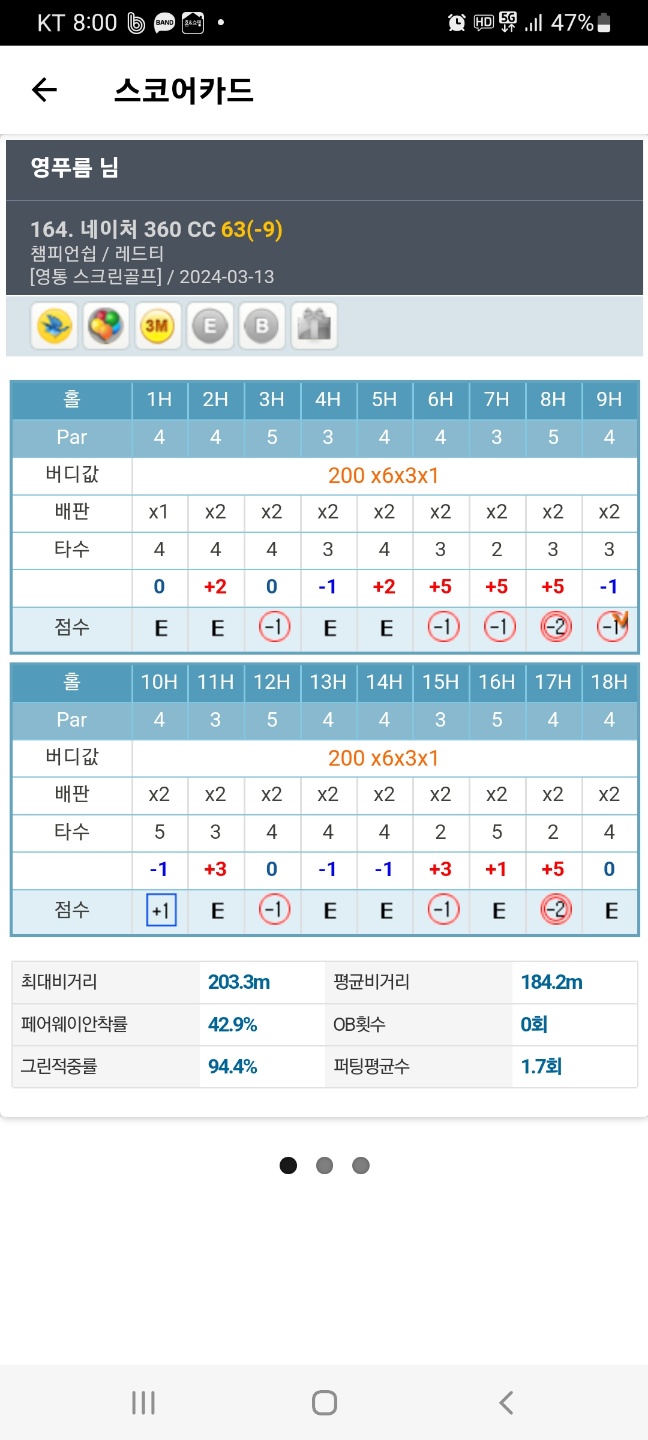 KT 8:00 BAND HD 5G 47%
스코어카드
영푸름 님
164. 네이처 360 CC 63(-9)
챔피언쉽 / 레드티
[영통 스크린골프] / 2024-03-13
3M E B
홀 1H 2H 3H 4H 5H 6H 7H 8H 9H
Par 4 4 5 3 4 4 3 5 4
버디값 200 x6x3x1
배판 x1 x2 x2 x2 x2 x2 x2 x2 x2
타수 4 4 4 3 4 3 2 3 3
0 +2 0 -1 +2 +5 +5 +5 -1
점수 E E -1 E E -1 -1 -2 -1
홀 10H 11H 12H 13H 14H 15H 16H 17H 18H
Par 4 3 5 4 4 3 5 4 4
버디값 200 x6x3x1
배판 x2 x2 x2 x2 x2 x2 x2 x2 x2
타수 5 3 4 4 4 2 5 2 4
-1 +3 0 -1 -1 +3 +1 +5 0
점수 +1 E -1 E E -1 E -2 E
최대비거리 203.3m 평균비거리 184.2m
페어웨이안착률 42.9% OB횟수 0회
그린적중률 94.4% 퍼팅평균수 1.7회